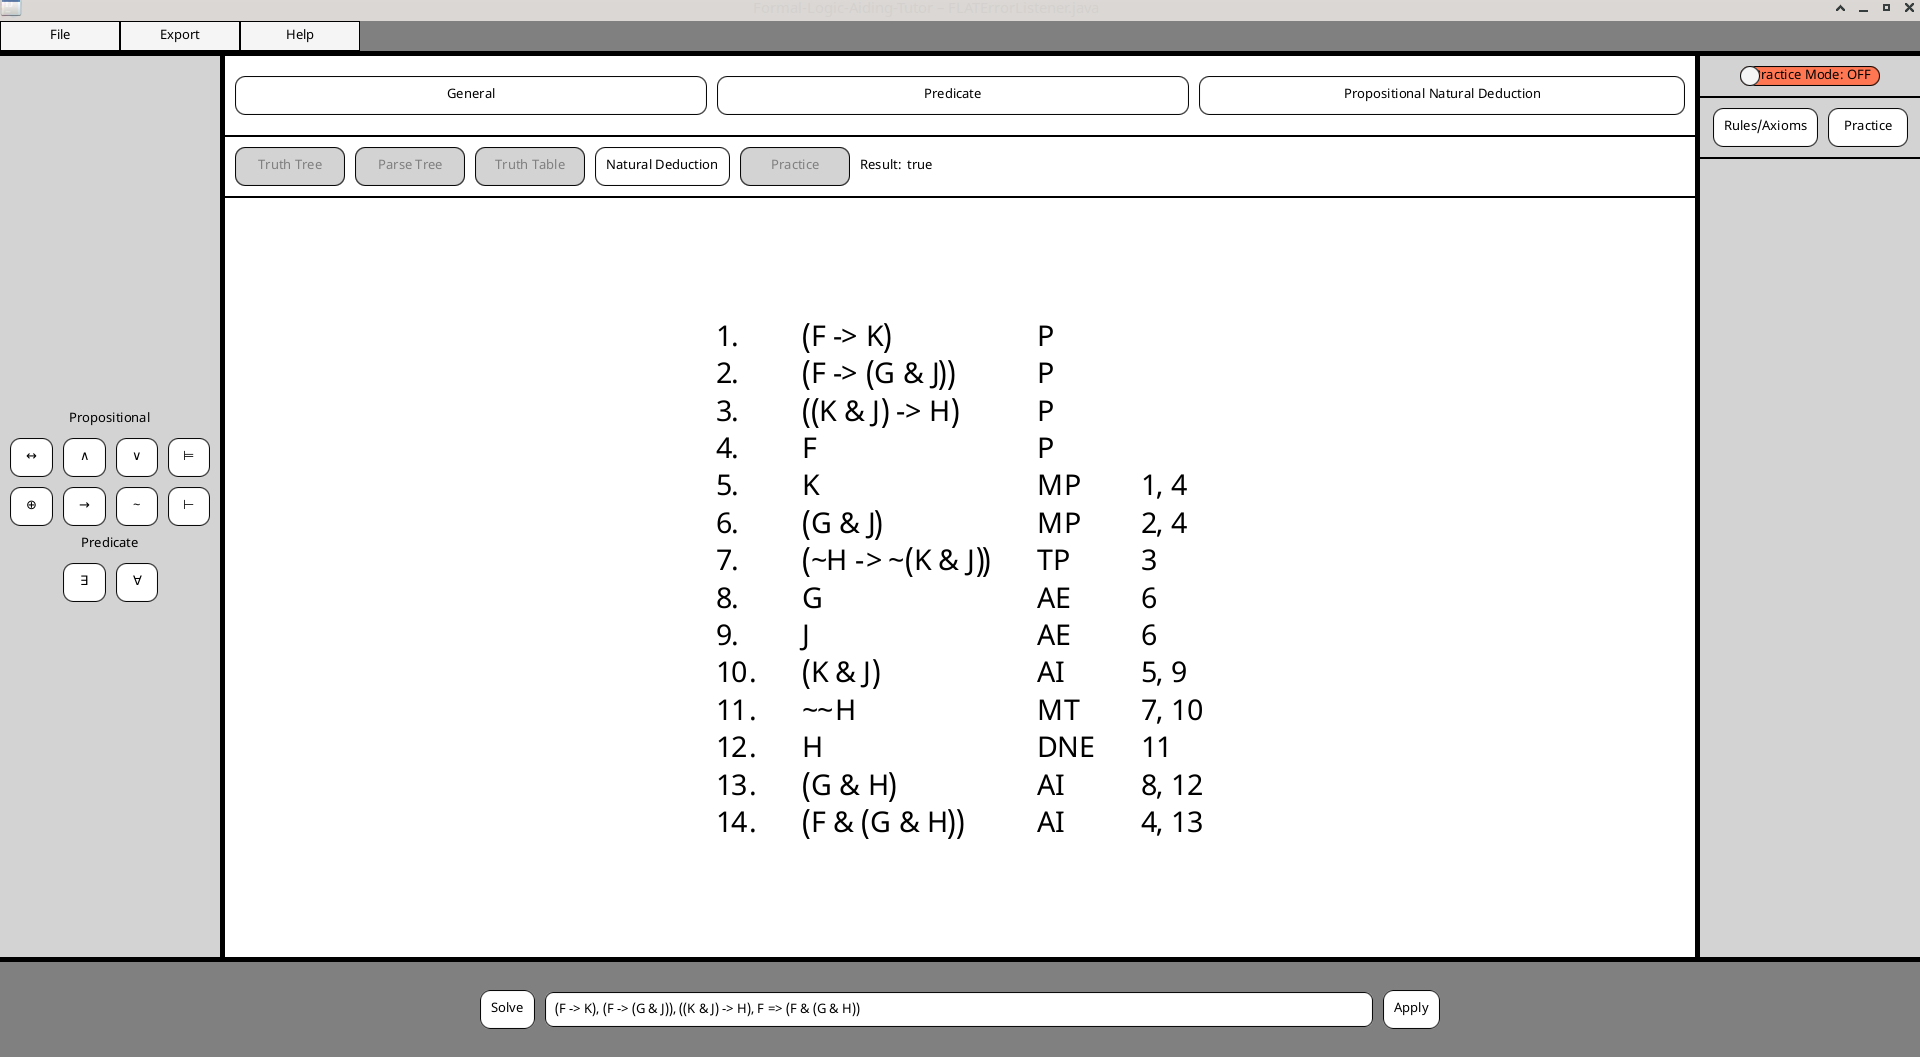 Formal-Logic-Aiding-Tutor - FLATErrorListener.java
File Export Help
General Predicate Propositional Natural Deduction
Truth Tree Parse Tree Truth Table Natural Deduction Practice Result: true
ractice Mode: OFF
Rules/Axioms Practice
Propositional
↔ ∧ ∨ ⊨
⊕ → ~ ⊢
Predicate
∃ ∀
1. (F -> K) P
2. (F -> (G & J)) P
3. ((K & J) -> H) P
4. F P
5. K MP 1, 4
6. (G & J) MP 2, 4
7. (~H -> ~(K & J)) TP 3
8. G AE 6
9. J AE 6
10. (K & J) AI 5, 9
11. ~~H MT 7, 10
12. H DNE 11
13. (G & H) AI 8, 12
14. (F & (G & H)) AI 4, 13
Solve (F -> K), (F -> (G & J)), ((K & J) -> H), F => (F & (G & H)) Apply